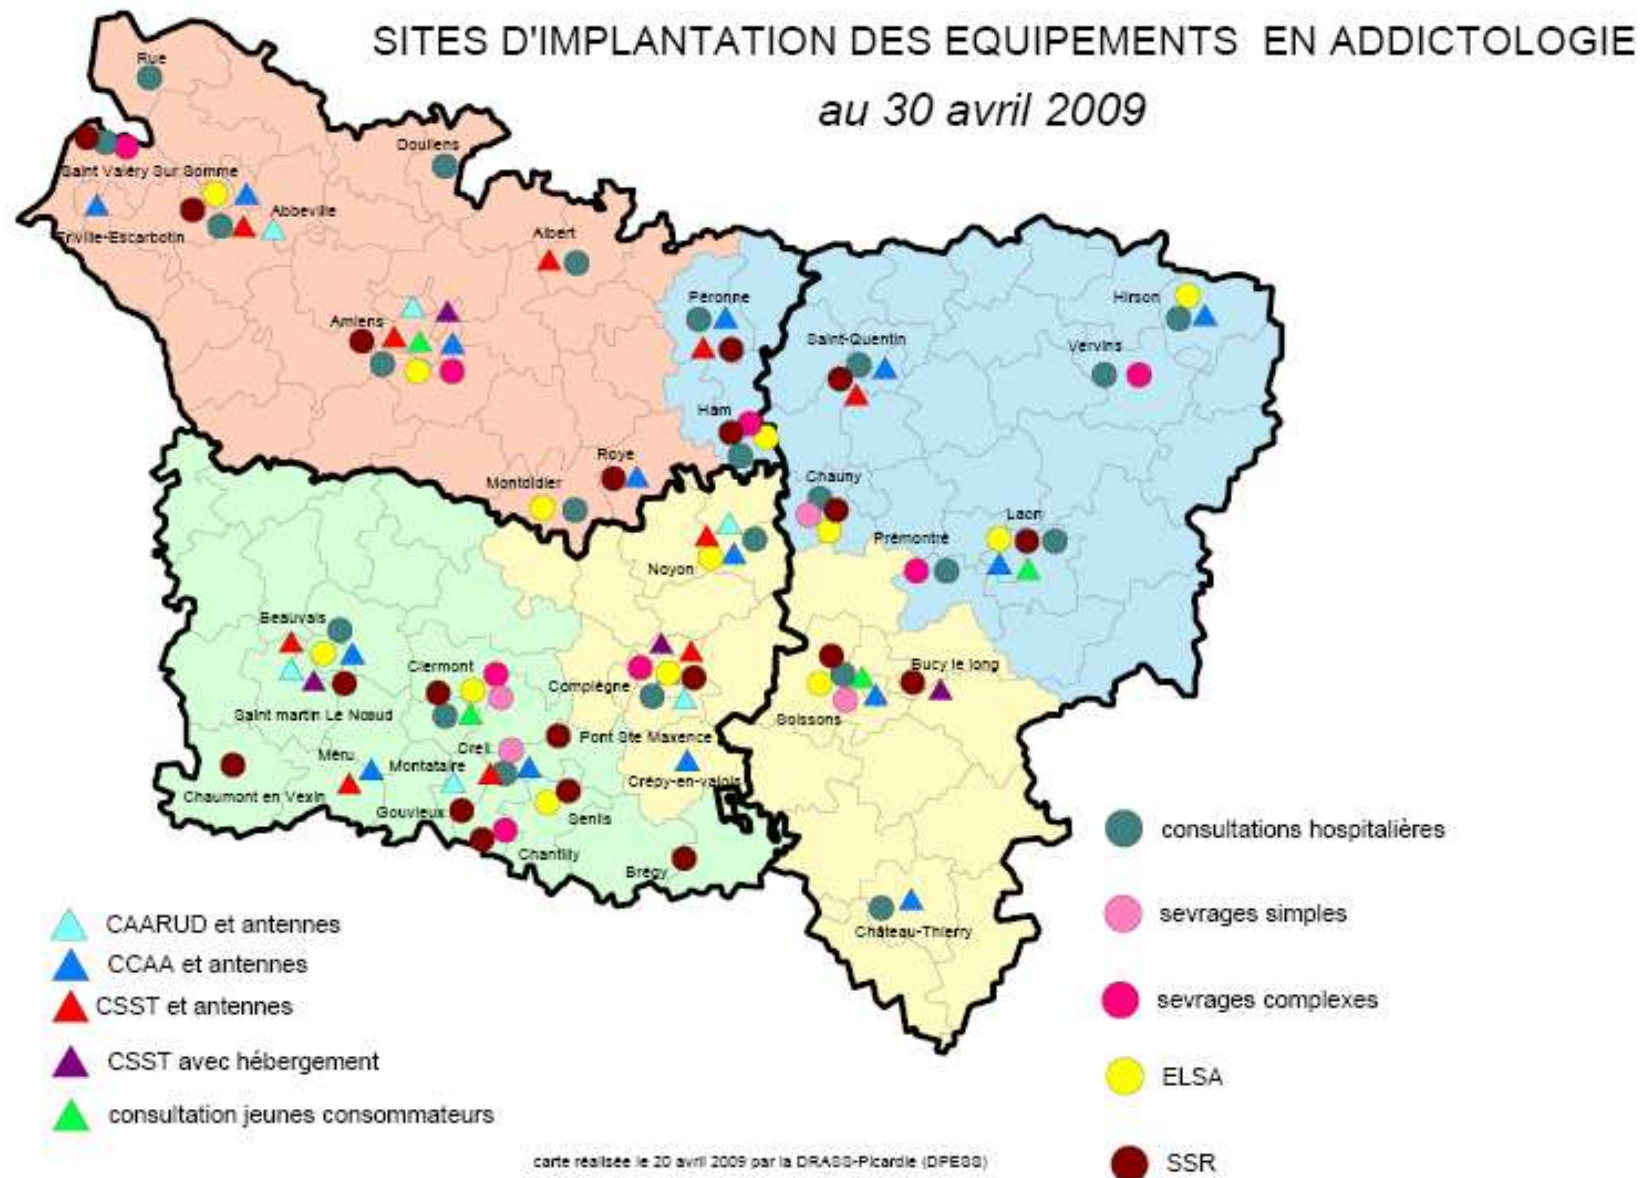 SITES D'IMPLANTATION DES EQUIPEMENTS EN ADDICTOLOGIE
au 30 avril 2009
Rue
Doullens
Saint Valéry Sur Somme
Abbeville
Friville-Escarbotin
Albert
Amiens
Péronne
Hirson
Saint-Quentin
Vervins
Ham
Roye
Montdidier
Chauny
Laon
Prémontré
Noyon
Beauvais
Clermont
Compiègne
Bucy le long
Saint martin Le Nœud
Soissons
Pont Ste Maxence
Creil
Méru
Montataire
Crépy-en-valois
Chaumont en Vexin
Gouvieux
Senlis
Chantilly
Brégy
Château-Thierry
consultations hospitalières
sevrages simples
sevrages complexes
ELSA
SSR
CAARUD et antennes
CCAA et antennes
CSST et antennes
CSST avec hébergement
consultation jeunes consommateurs
carte réalisée le 20 avril 2009 par la DRASS-Picardie (DPESS)